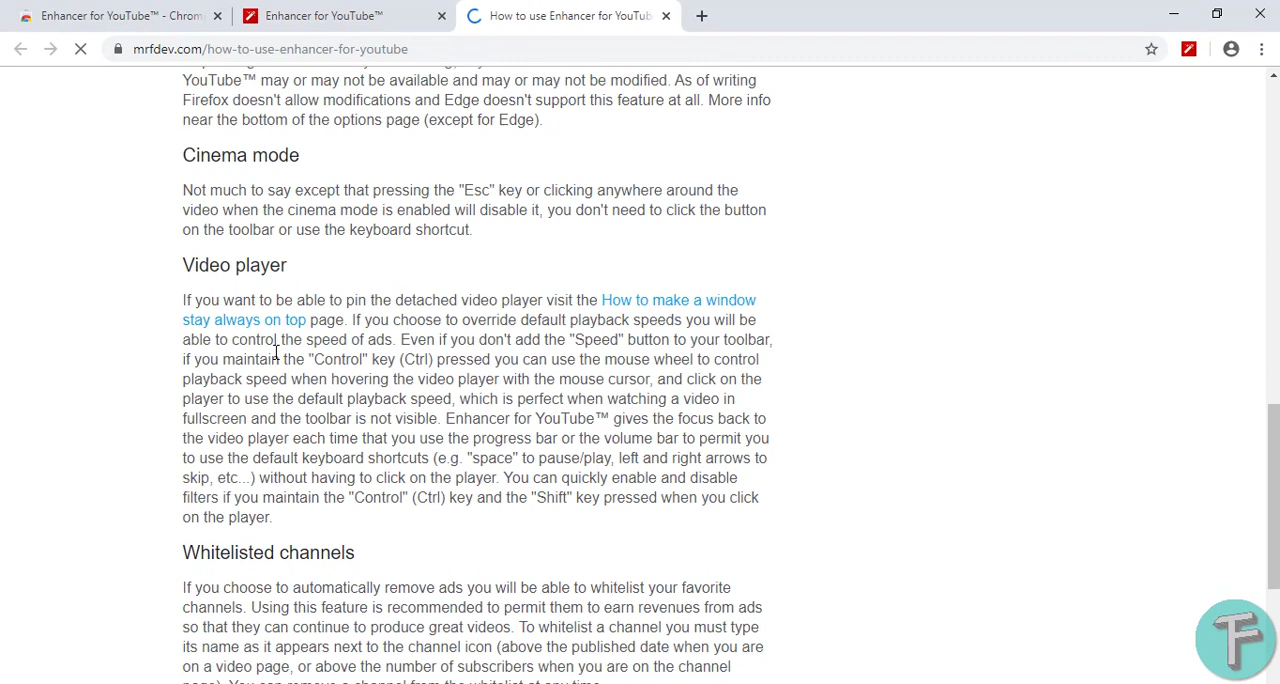 Enhancer for YouTube™ - Chrom
Enhancer for YouTube™
How to use Enhancer for YouTub
mrfdev.com/how-to-use-enhancer-for-youtube
YouTube™ may or may not be available and may or may not be modified. As of writing
Firefox doesn't allow modifications and Edge doesn't support this feature at all. More info
near the bottom of the options page (except for Edge).
Cinema mode
Not much to say except that pressing the "Esc" key or clicking anywhere around the
video when the cinema mode is enabled will disable it, you don't need to click the button
on the toolbar or use the keyboard shortcut.
Video player
If you want to be able to pin the detached video player visit the How to make a window
stay always on top page. If you choose to override default playback speeds you will be
able to control the speed of ads. Even if you don't add the "Speed" button to your toolbar,
if you maintain the "Control" key (Ctrl) pressed you can use the mouse wheel to control
playback speed when hovering the video player with the mouse cursor, and click on the
player to use the default playback speed, which is perfect when watching a video in
fullscreen and the toolbar is not visible. Enhancer for YouTube™ gives the focus back to
the video player each time that you use the progress bar or the volume bar to permit you
to use the default keyboard shortcuts (e.g. "space" to pause/play, left and right arrows to
skip, etc...) without having to click on the player. You can quickly enable and disable
filters if you maintain the "Control" (Ctrl) key and the "Shift" key pressed when you click
on the player.
Whitelisted channels
If you choose to automatically remove ads you will be able to whitelist your favorite
channels. Using this feature is recommended to permit them to earn revenues from ads
so that they can continue to produce great videos. To whitelist a channel you must type
its name as it appears next to the channel icon (above the published date when you are
on a video page, or above the number of subscribers when you are on the channel
page). You can remove a channel from the whitelist at any time.